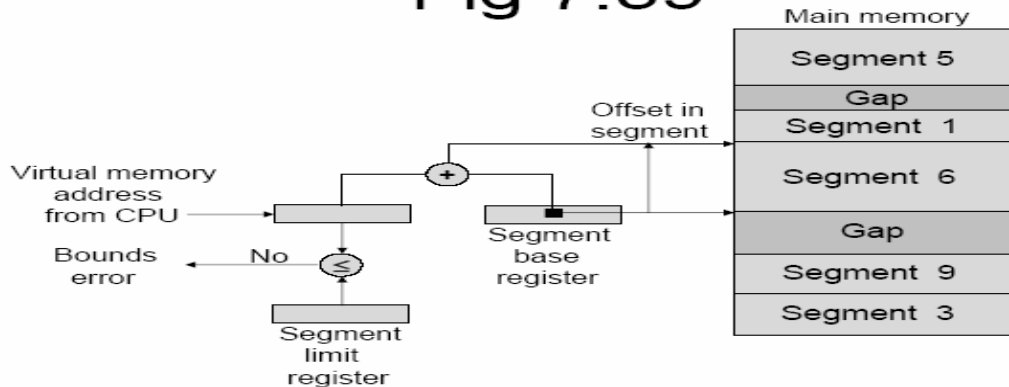 Fig 7.39
Main memory
Segment 5
Gap
Segment 1
Segment 6
Gap
Segment 9
Segment 3
Offset in
segment
+
Virtual memory
address
from CPU
Segment
base
register
Bounds
error
No
≤
Segment
limit
register